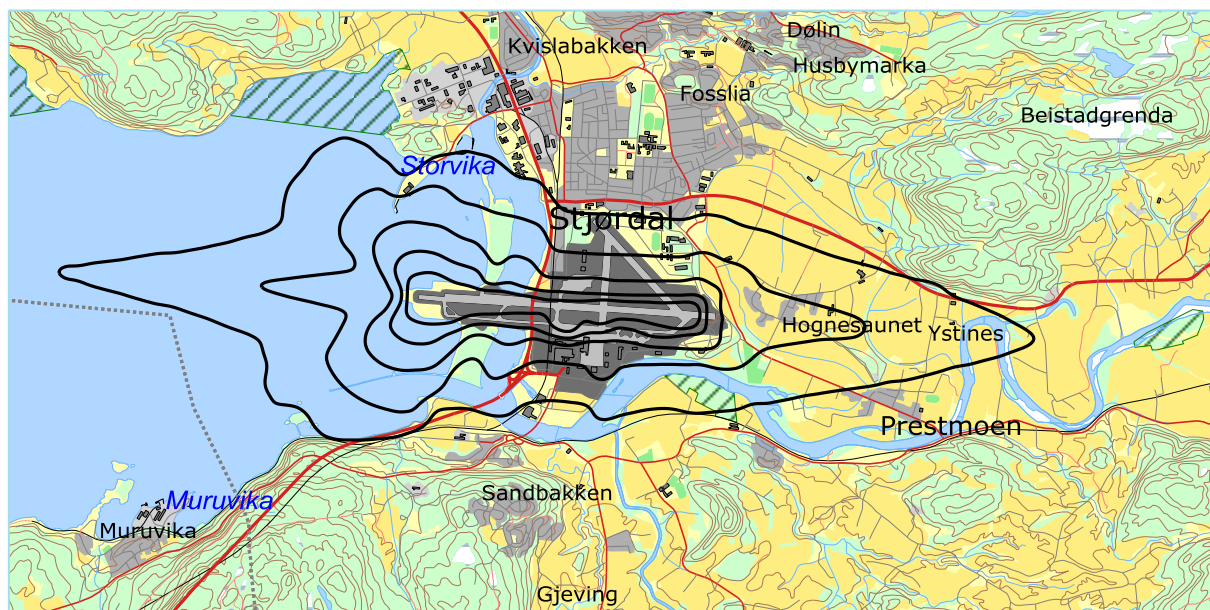 Dølin
Kvislabakken
Husbymarka
Fosslia
Beistadgrenda
Storvika
Stjørdal
Hognesaunet
Ystines
Prestmoen
Sandbakken
Muruvika
Muruvika
Gjeving